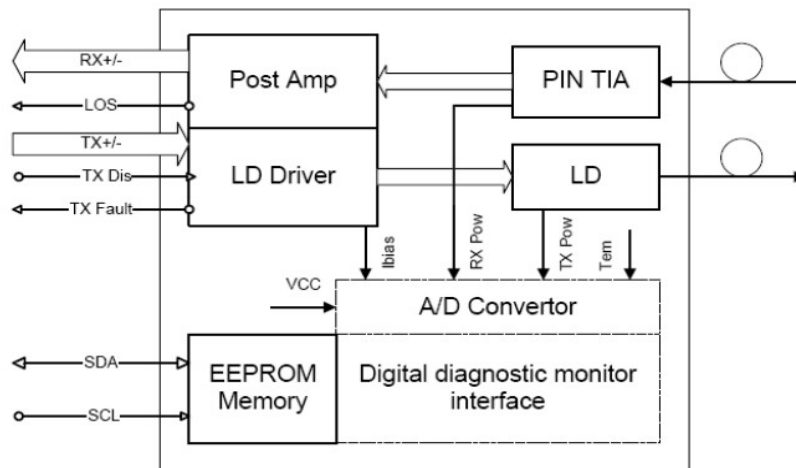 RX+/-
Post Amp
PIN TIA
LOS
TX+/-
TX Dis
LD Driver
LD
TX Fault
Ibias
RX Pow
TX Pow
Tem
VCC
A/D Convertor
SDA
EEPROM
Memory
Digital diagnostic monitor
interface
SCL